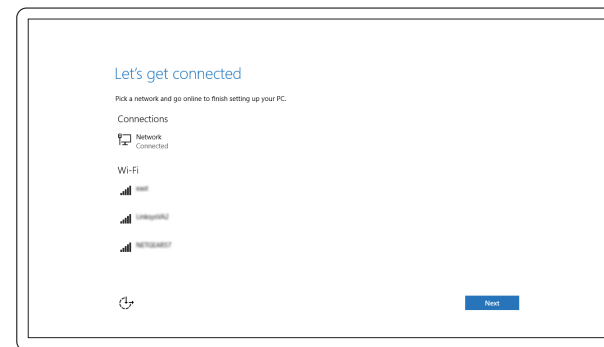 Let's get connected
Pick a network and go online to finish setting up your PC.
Connections
Network
Connected
Wi-Fi
Next